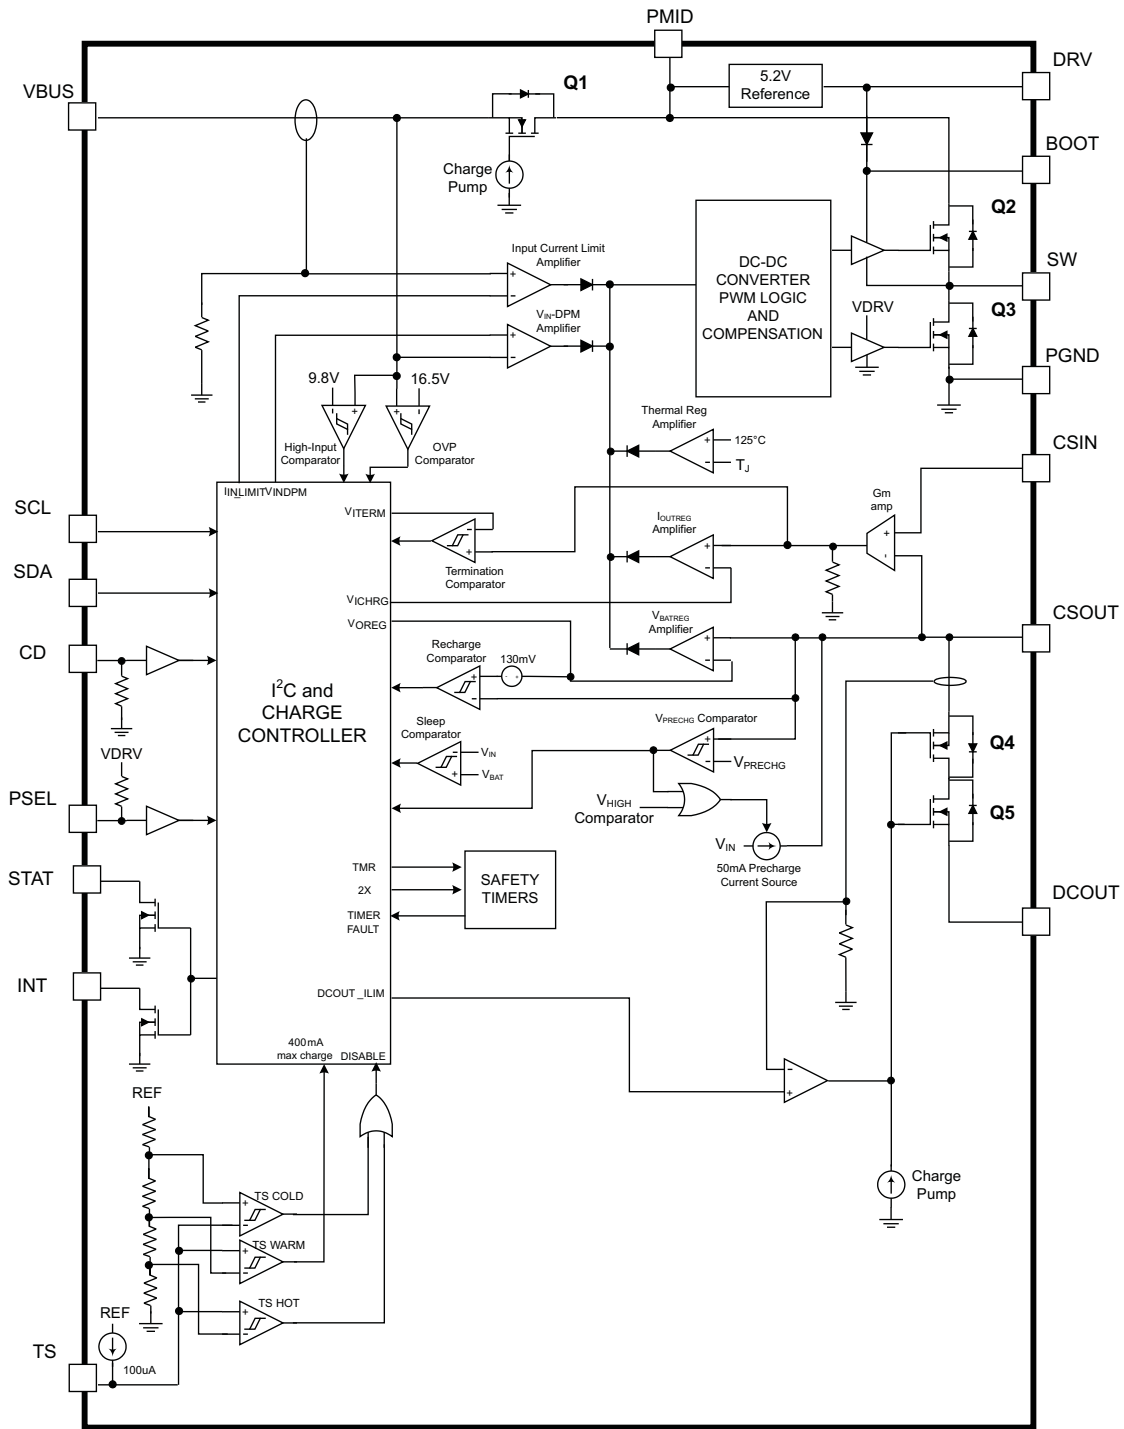 PMID
VBUS
Q1
5.2V
Reference
DRV
BOOT
Charge
Pump
Q2
Input Current Limit
Amplifier
DC-DC
CONVERTER
PWM LOGIC
AND
COMPENSATION
SW
VIN-DPM
Amplifier
VDRV
Q3
PGND
9.8V
16.5V
High-Input
Comparator
OVP
Comparator
Thermal Reg
Amplifier
125°C
TJ
CSIN
IIN_LIMIT
VINDPM
Gm
amp
+
-
SCL
VITERM
IOUTREG
Amplifier
Termination
Comparator
SDA
VICHRG
VOREG
VBATREG
Amplifier
CSOUT
CD
Recharge
Comparator
130mV
I2C and
CHARGE
CONTROLLER
Sleep
Comparator
VIN
VBAT
VPRECHG Comparator
VPRECHG
Q4
VDRV
PSEL
VHIGH
Comparator
VIN
50mA Precharge
Current Source
Q5
STAT
TMR
2X
TIMER
FAULT
SAFETY
TIMERS
DCOUT
INT
DCOUT_ILIM
400mA
max charge
DISABLE
REF
Charge
Pump
TS COLD
TS WARM
TS HOT
REF
TS
100uA